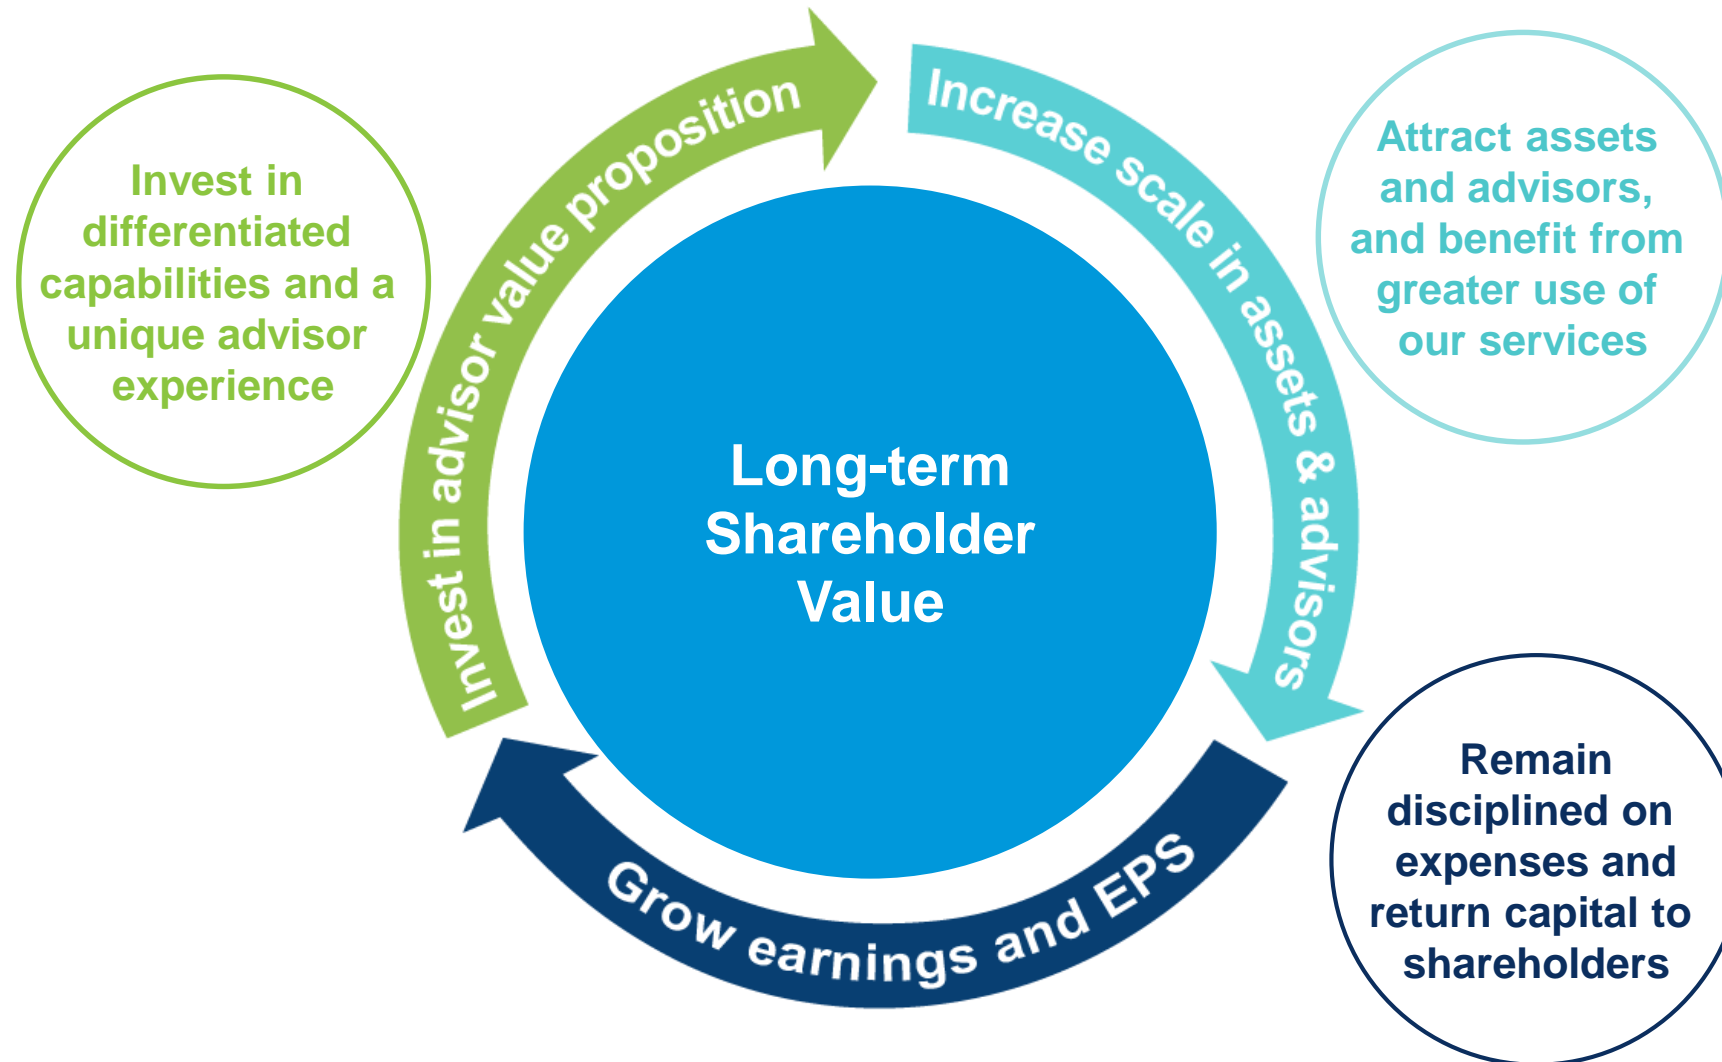 Invest in
differentiated
capabilities and a
unique advisor
experience
Invest in advisor value proposition
Increase scale in assets & advisors
Attract assets
and advisors,
and benefit from
greater use of
our services
Long-term
Shareholder
Value
Grow earnings and EPS
Remain
disciplined on
expenses and
return capital to
shareholders